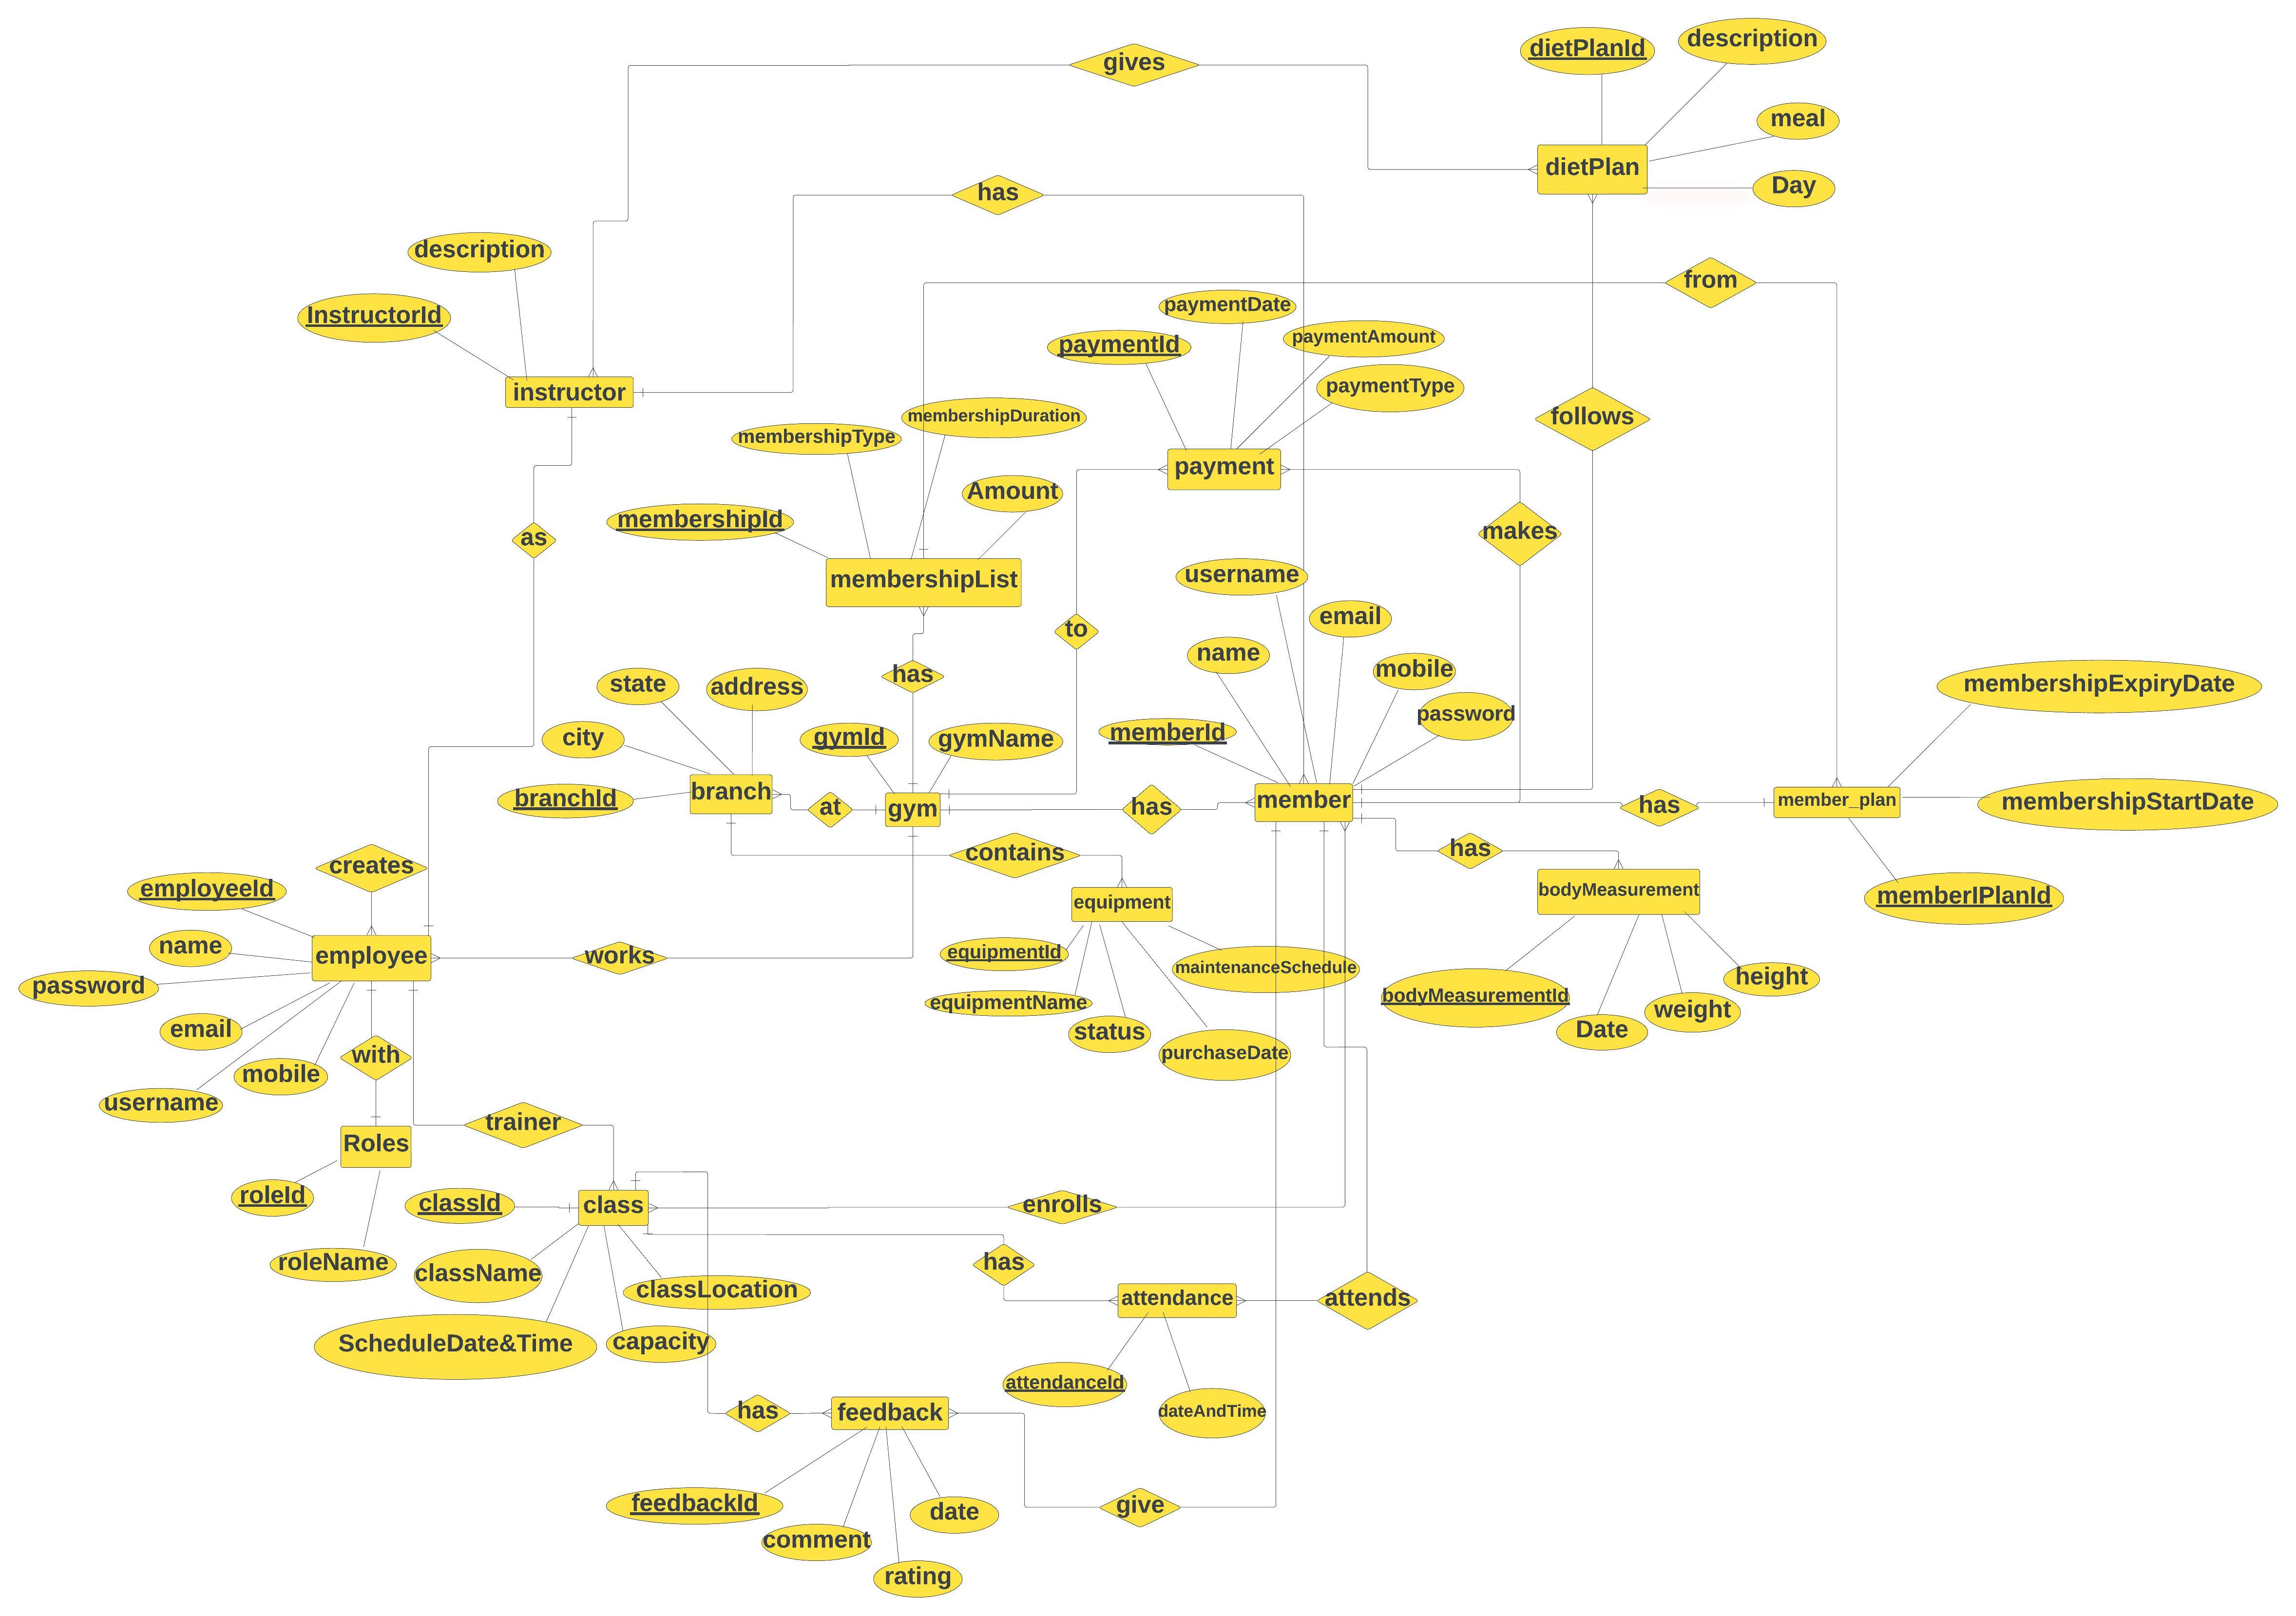 dietPlanId
description
gives
meal
dietPlan
Day
has
description
from
InstructorId
paymentDate
paymentId
paymentAmount
paymentType
instructor
membershipDuration
membershipType
follows
payment
Amount
membershipId
makes
as
username
membershipList
email
to
name
mobile
has
state
address
membershipExpiryDate
password
city
gymId
gymName
memberId
branchId
branch
at
gym
has
member
has
member_plan
membershipStartDate
creates
contains
has
employeeId
equipment
bodyMeasurement
memberIPlanId
name
employee
works
equipmentId
maintenanceSchedule
password
equipmentName
bodyMeasurementId
height
email
status
Date
weight
with
purchaseDate
mobile
username
trainer
Roles
roleId
classId
class
enrolls
roleName
className
has
classLocation
attendance
attends
ScheduleDate&Time
capacity
attendanceId
has
feedback
dateAndTime
feedbackId
date
give
comment
rating